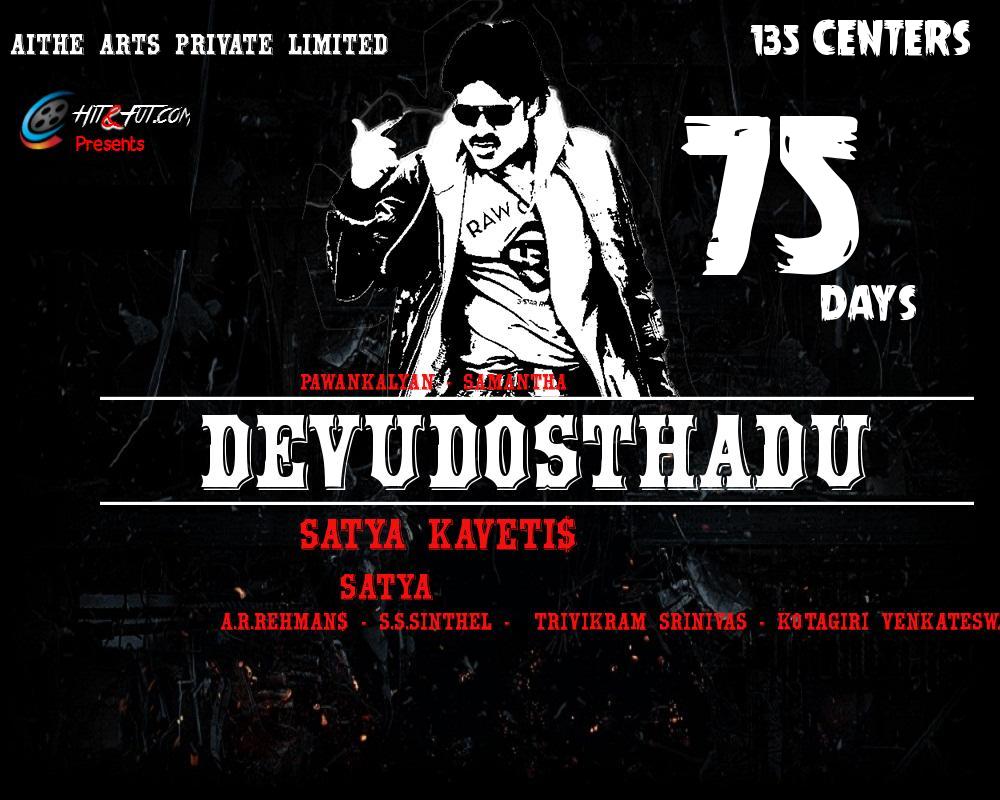 AITHE ARTS PRIVATE LIMITED
135 CENTERS
HIT&FUT.COM
Presents
75
DAYS
RAW
PAWANKALYAN - SAMANTHA
DEVUDOSTHADU
SATYA KAVETI$
SATYA
A.R.REHMAN$ - S.S.SINTHEL - TRIVIKRAM SRINIVAS - KOTAGIRI VENKATESW